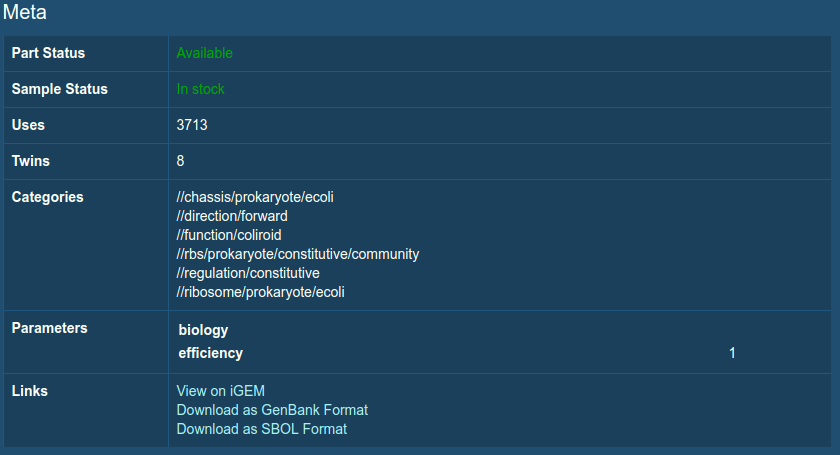 Meta
Part Status Available
Sample Status In stock
Uses 3713
Twins 8
Categories //chassis/prokaryote/ecoli
//direction/forward
//function/coliroid
//rbs/prokaryote/constitutive/community
//regulation/constitutive
//ribosome/prokaryote/ecoli
Parameters biology
efficiency 1
Links View on iGEM
Download as GenBank Format
Download as SBOL Format